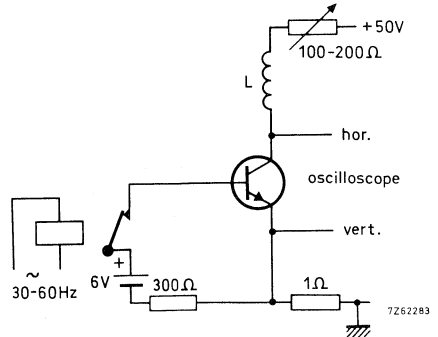 +50V
100-200Ω
L
hor.
oscilloscope
vert.
~
30-60Hz
+
6V
300Ω
1Ω
7Z62283